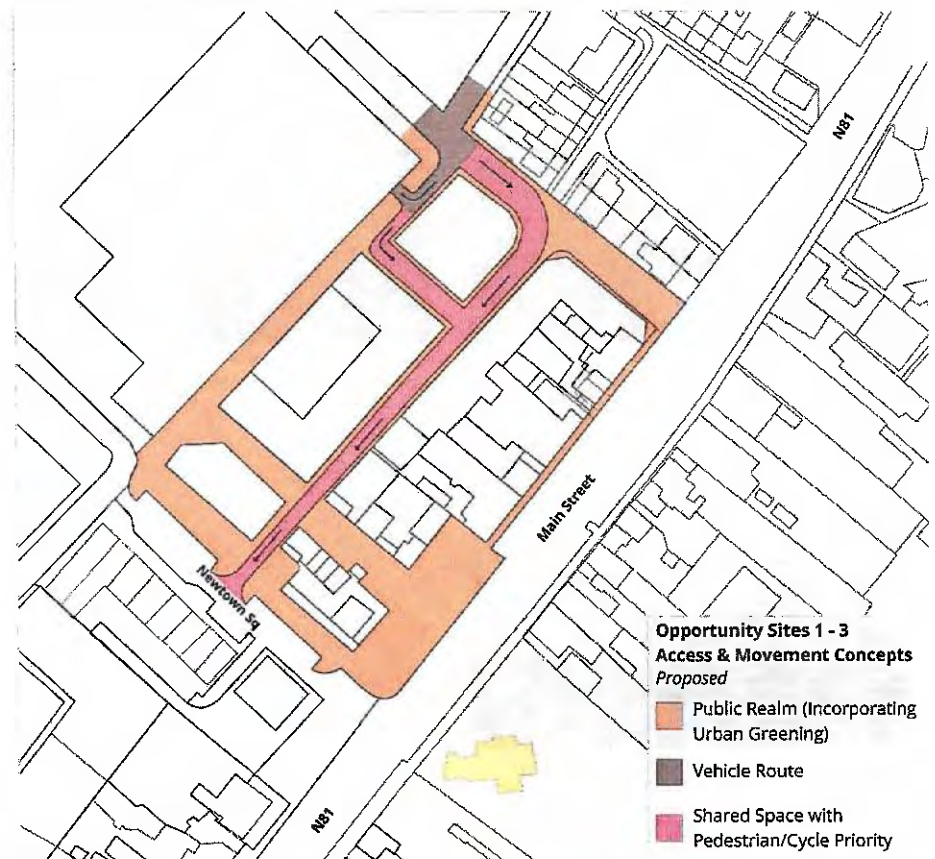 N81
Main Street
Newtown Sq
N81
Opportunity Sites 1 - 3
Access & Movement Concepts
Proposed
Public Realm (Incorporating
Urban Greening)
Vehicle Route
Shared Space with
Pedestrian/Cycle Priority